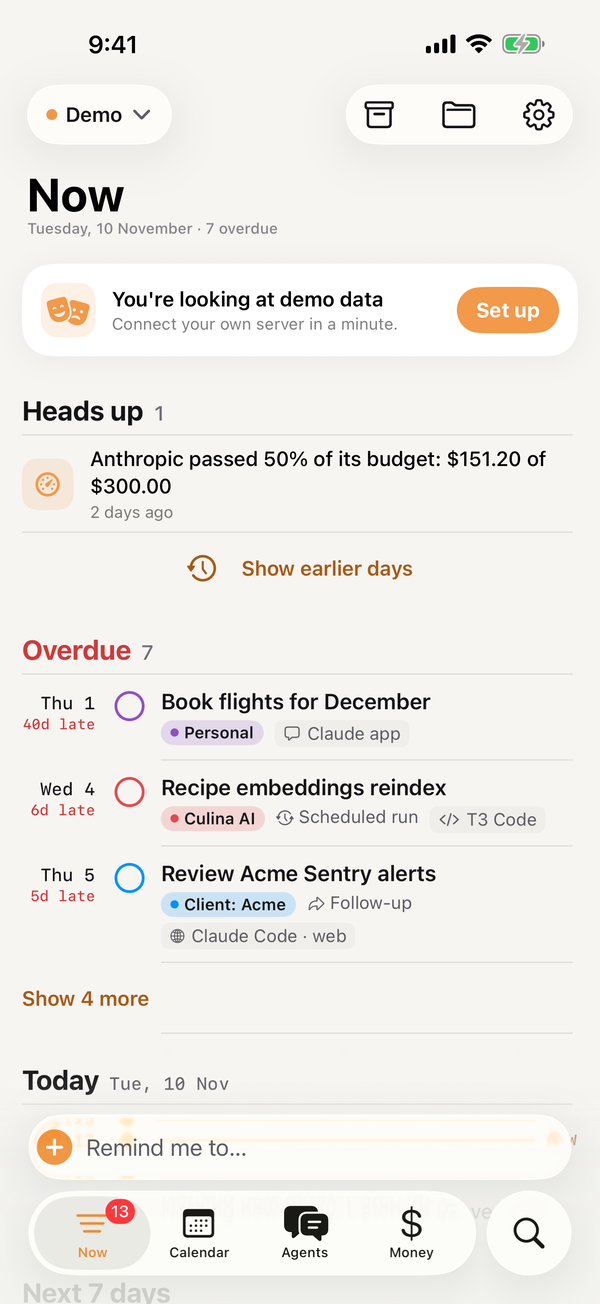 9:41
Demo
Now
Tuesday, 10 November · 7 overdue
You're looking at demo data
Connect your own server in a minute.
Set up
Heads up 1
Anthropic passed 50% of its budget: $151.20 of
$300.00
2 days ago
Show earlier days
Overdue 7
Thu 1
40d late
Book flights for December
Personal
Claude app
Wed 4
6d late
Recipe embeddings reindex
Culina AI
Scheduled run
</> T3 Code
Thu 5
5d late
Review Acme Sentry alerts
Client: Acme
Follow-up
Claude Code · web
Show 4 more
Today Tue, 10 Nov
Remind me to...
13
Now
Calendar
Agents
$
Money
Next 7 days